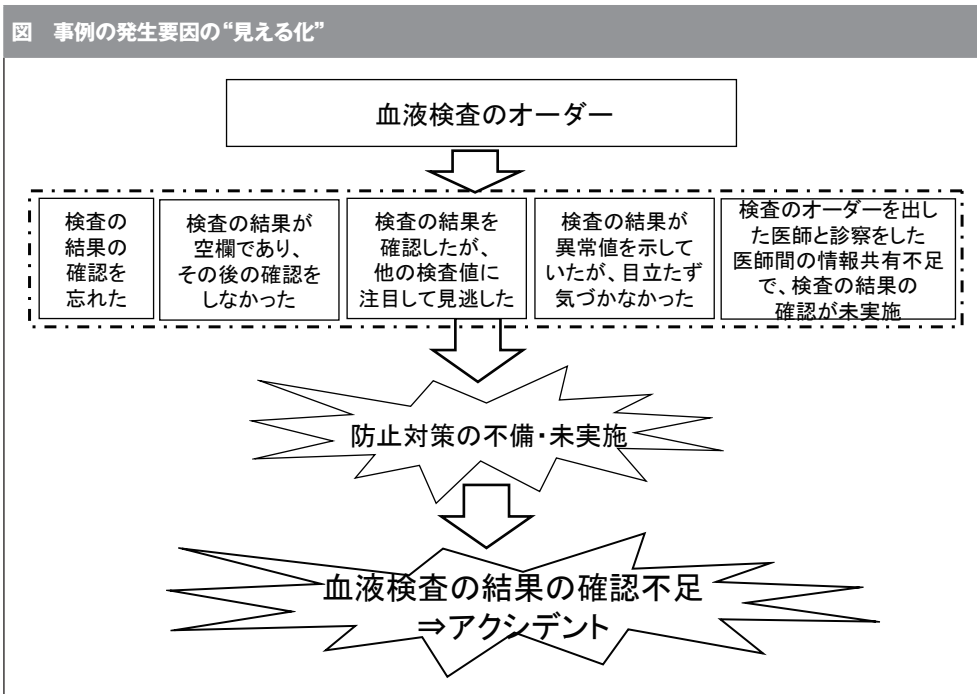 図 事例の発生要因の“見える化”
血液検査のオーダー
検査の
結果の
確認を
忘れた
検査の結果が
空欄であり、
その後の確認を
しなかった
検査の結果を
確認したが、
他の検査値に
注目して見逃した
検査の結果が
異常値を示して
いたが、目立たず
気づかなかった
検査のオーダーを出し
た医師と診察をした
医師間の情報共有不足
で、検査の結果の
確認が未実施
防止対策の不備・未実施
血液検査の結果の確認不足
⇒アクシデント